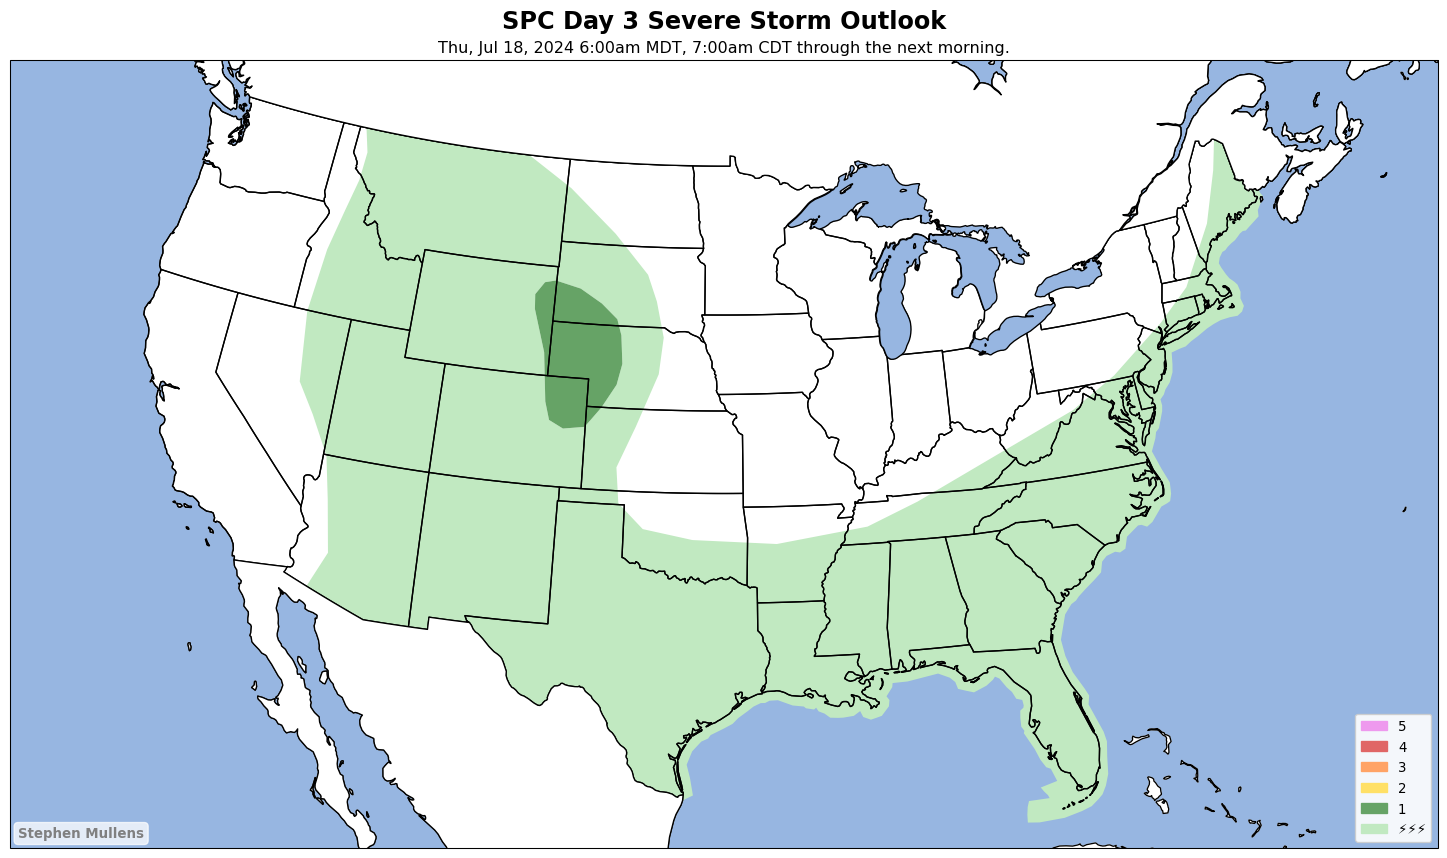 SPC Day 3 Severe Storm Outlook
Thu, Jul 18, 2024 6:00am MDT, 7:00am CDT through the next morning.
5
4
3
2
1
⚡⚡⚡
Stephen Mullens